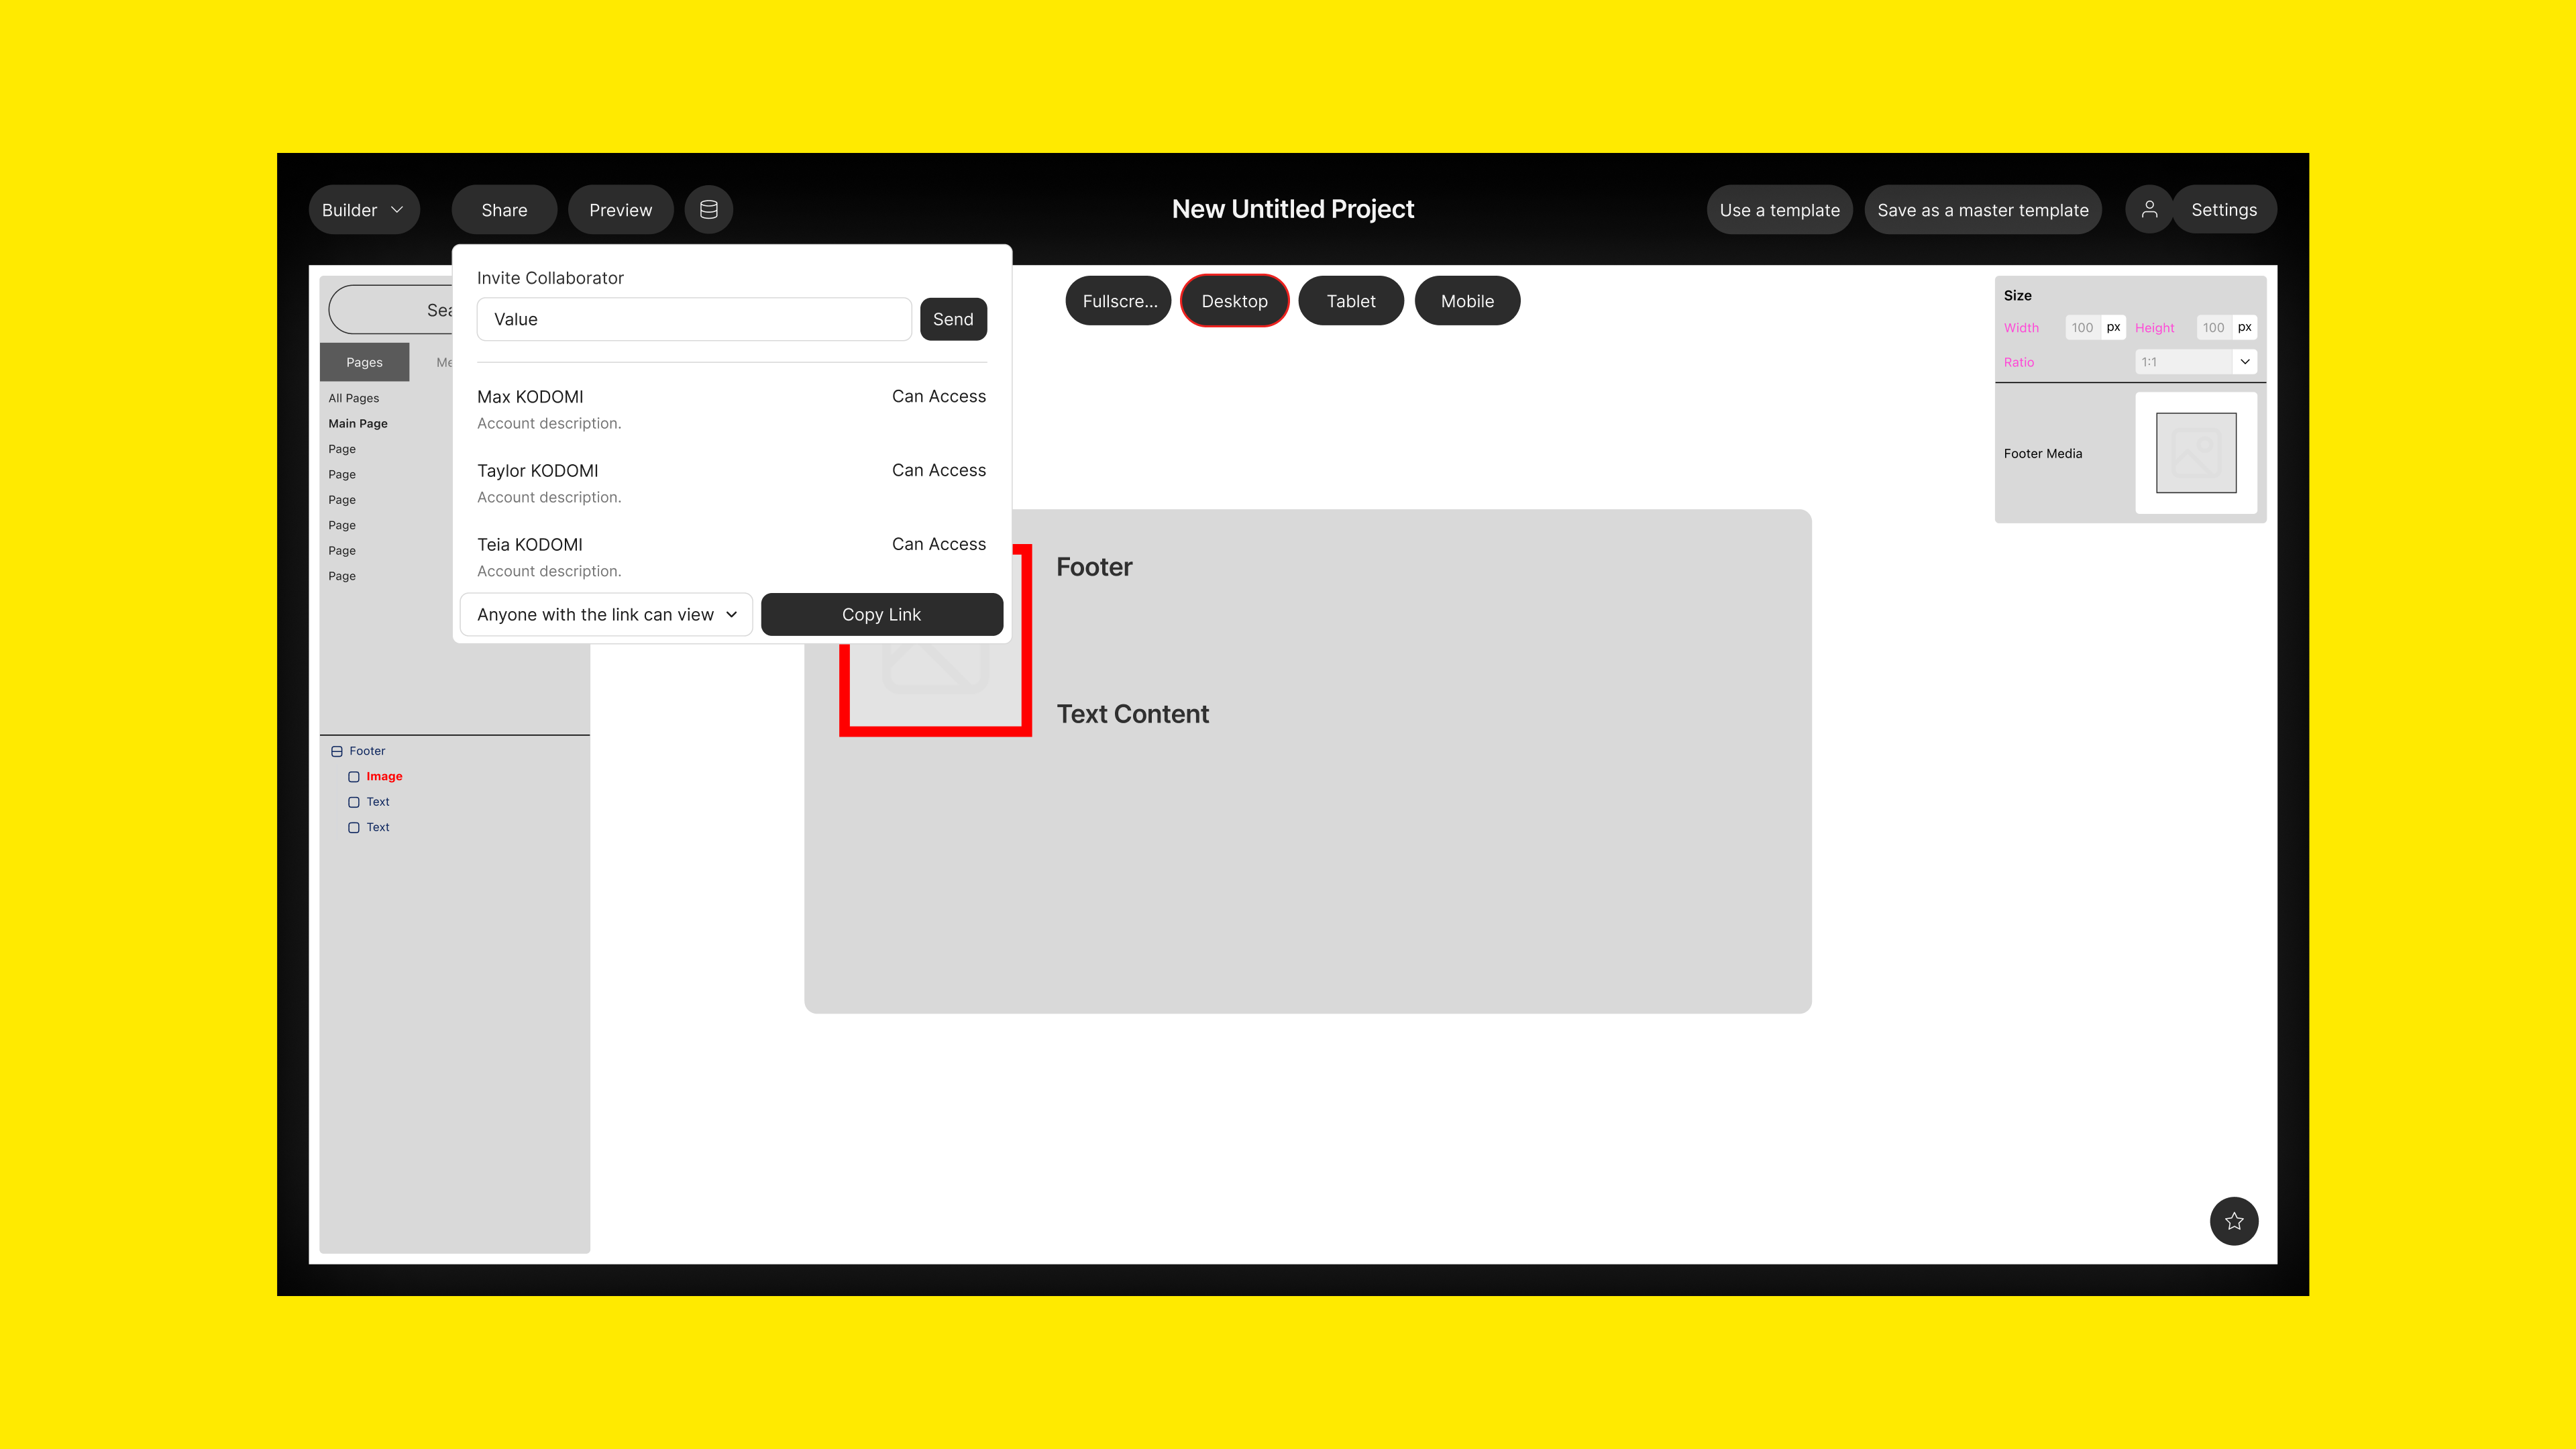 Builder
Share
Preview
New Untitled Project
Use a template
Save as a master template
Settings
Invite Collaborator
Value
Send
Max KODOMI
Can Access
Account description.
Taylor KODOMI
Can Access
Account description.
Teia KODOMI
Can Access
Account description.
Anyone with the link can view
Copy Link
Pages
All Pages
Main Page
Page
Page
Page
Page
Page
Page
Footer
Image
Text
Text
Fullscre...
Desktop
Tablet
Mobile
Footer
Text Content
Size
Width
100
px
Height
100
px
Ratio
1:1
Footer Media